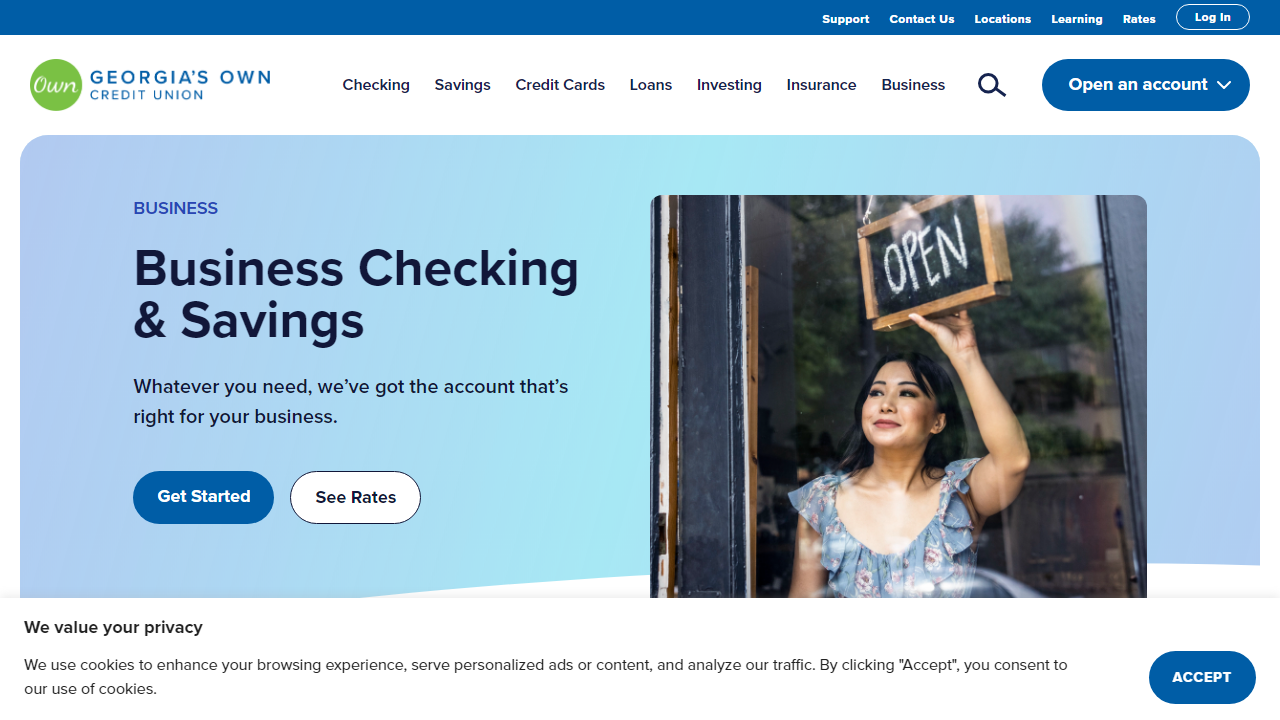 Support Contact Us Locations Learning Rates Log In
Own GEORGIA'S OWN
CREDIT UNION
Checking Savings Credit Cards Loans Investing Insurance Business Open an account
BUSINESS
Business Checking
& Savings
Whatever you need, we've got the account that's
right for your business.
Get Started See Rates
OPEN
We value your privacy
We use cookies to enhance your browsing experience, serve personalized ads or content, and analyze our traffic. By clicking "Accept", you consent to
our use of cookies.
ACCEPT